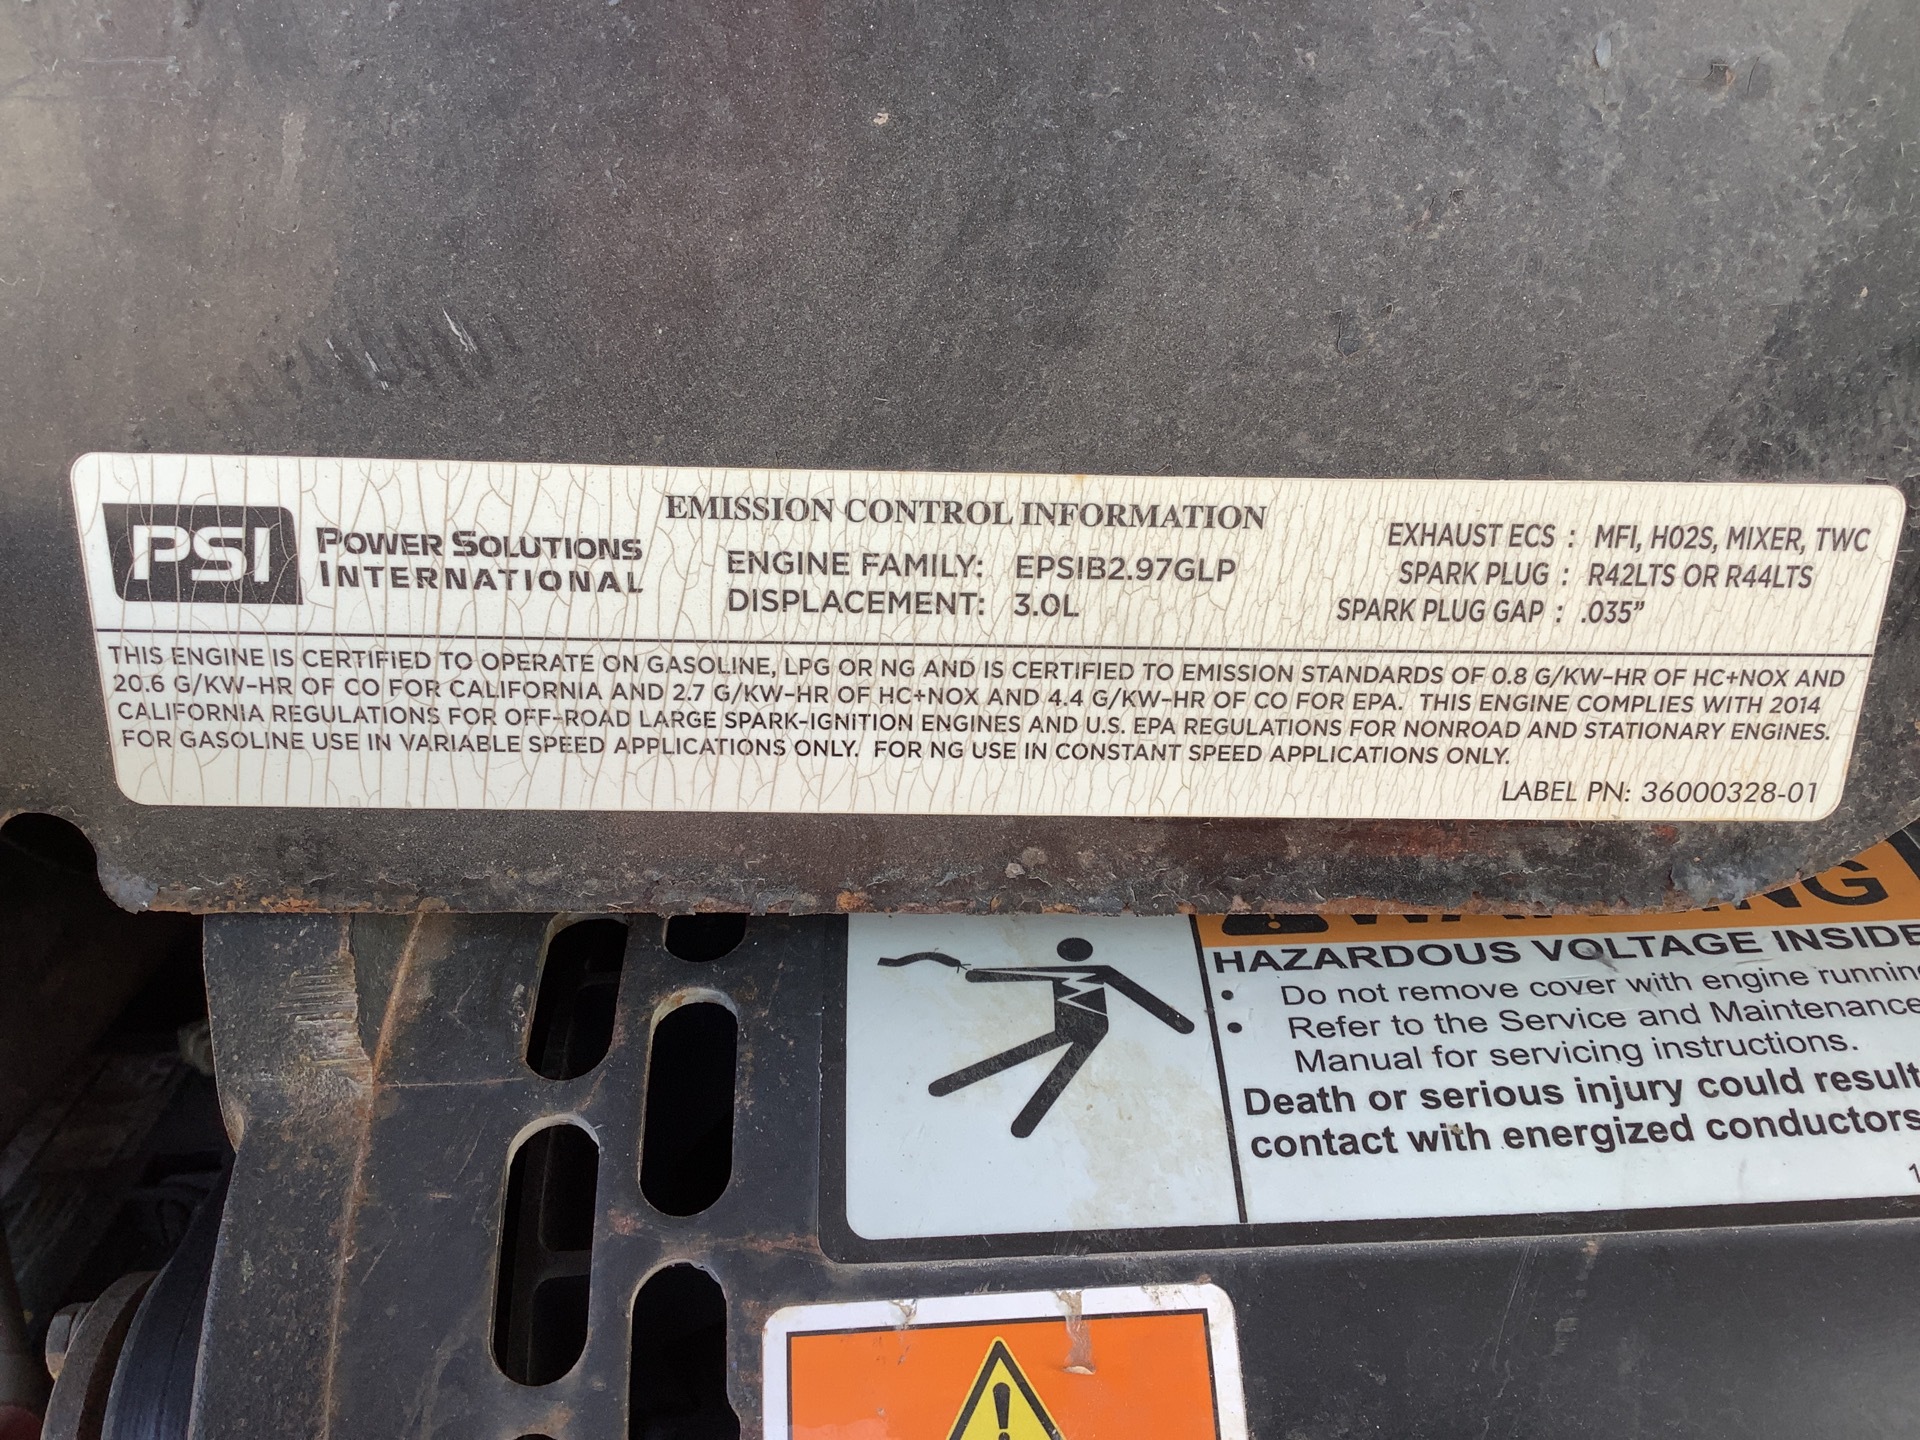 PSI
POWER SOLUTIONS
INTERNATIONAL
EMISSION CONTROL INFORMATION
ENGINE FAMILY: EPSIB2.97GLP
DISPLACEMENT: 3.0L
EXHAUST ECS : MFI, H02S, MIXER, TWC
SPARK PLUG : R42LTS OR R44LTS
SPARK PLUG GAP : .035"
THIS ENGINE IS CERTIFIED TO OPERATE ON GASOLINE, LPG OR NG AND IS CERTIFIED TO EMISSION STANDARDS OF 0.8 G/KW-HR OF HC+NOX AND
20.6 G/KW-HR OF CO FOR CALIFORNIA AND 2.7 G/KW-HR OF HC+NOX AND 4.4 G/KW-HR OF CO FOR EPA. THIS ENGINE COMPLIES WITH 2014
CALIFORNIA REGULATIONS FOR OFF-ROAD LARGE SPARK-IGNITION ENGINES AND U.S. EPA REGULATIONS FOR NONROAD AND STATIONARY ENGINES.
FOR GASOLINE USE IN VARIABLE SPEED APPLICATIONS ONLY. FOR NG USE IN CONSTANT SPEED APPLICATIONS ONLY.
LABEL PN: 36000328-01
WARNING
HAZARDOUS VOLTAGE INSIDE
• Do not remove cover with engine running
• Refer to the Service and Maintenance
Manual for servicing instructions.
Death or serious injury could result
contact with energized conductors